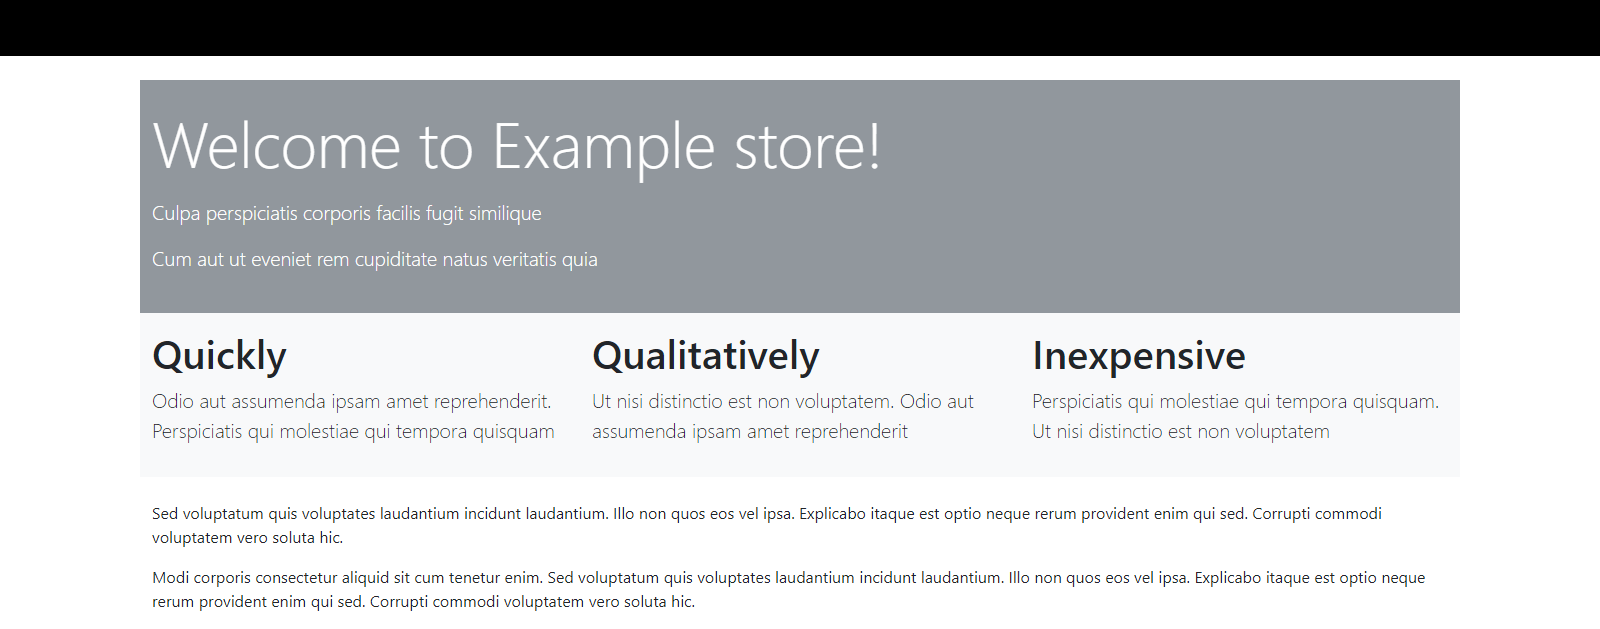 Welcome to Example store!
Culpa perspiciatis corporis facilis fugit similique
Cum aut ut eveniet rem cupiditate natus veritatis quia
Quickly
Odio aut assumenda ipsam amet reprehenderit.
Perspiciatis qui molestiae qui tempora quisquam
Qualitatively
Ut nisi distinctio est non voluptatem. Odio aut
assumenda ipsam amet reprehenderit
Inexpensive
Perspiciatis qui molestiae qui tempora quisquam.
Ut nisi distinctio est non voluptatem
Sed voluptatum quis voluptates laudantium incidunt laudantium. Illo non quos eos vel ipsa. Explicabo itaque est optio neque rerum provident enim qui sed. Corrupti commodi
voluptatem vero soluta hic.
Modi corporis consectetur aliquid sit cum tenetur enim. Sed voluptatum quis voluptates laudantium incidunt laudantium. Illo non quos eos vel ipsa. Explicabo itaque est optio neque
rerum provident enim qui sed. Corrupti commodi voluptatem vero soluta hic.